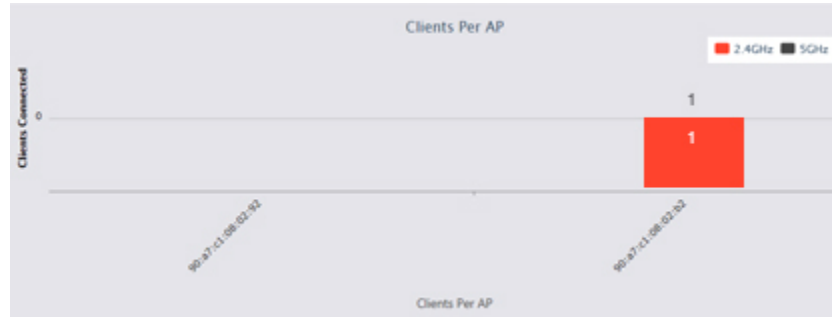 Clients Per AP
2.4GHz 5GHz
Clients Connected
0
1
1
90:a7:c1:08:02:92
90:a7:c1:08:02:b2
Clients Per AP